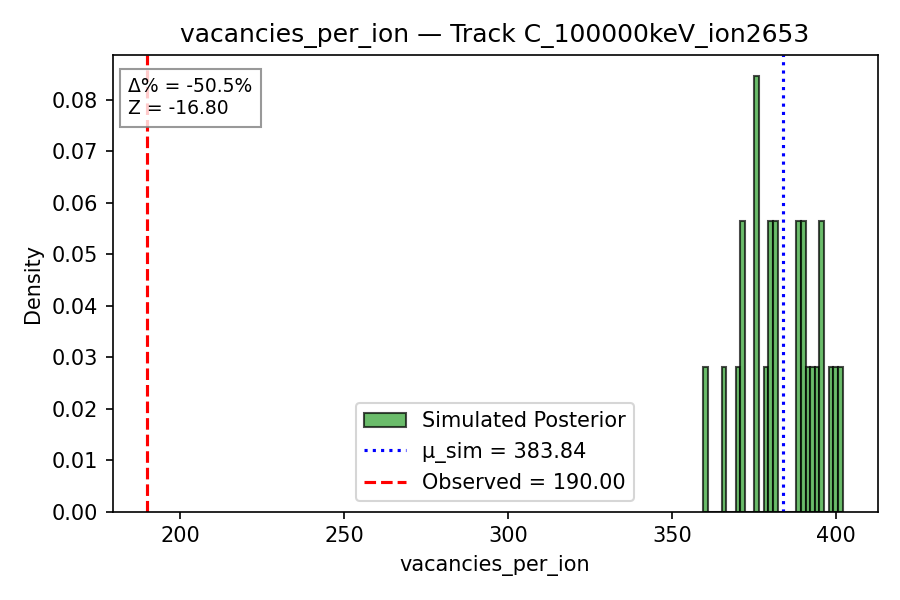 vacancies_per_ion — Track C_100000keV_ion2653
Δ% = -50.5%
Z = -16.80
0.08
0.07
0.06
0.05
0.04
0.03
0.02
0.01
0.00
Density
Simulated Posterior
μ_sim = 383.84
Observed = 190.00
200 250 300 350 400
vacancies_per_ion